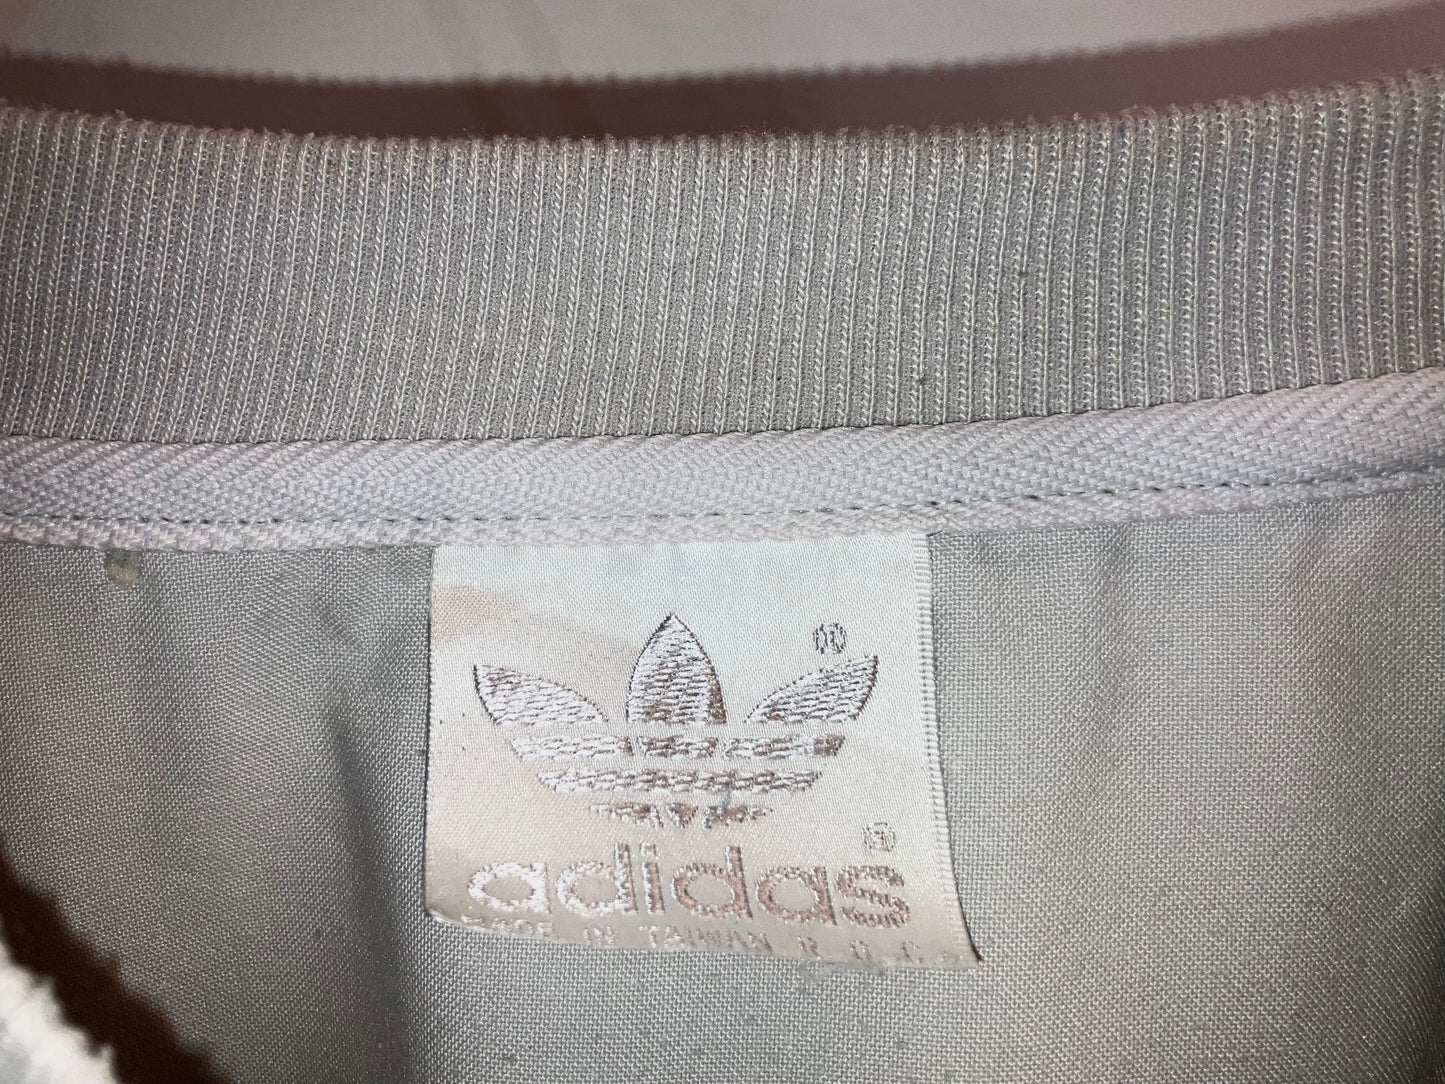 ®
®
adidas
MADE IN TAIWAN R.O.C.